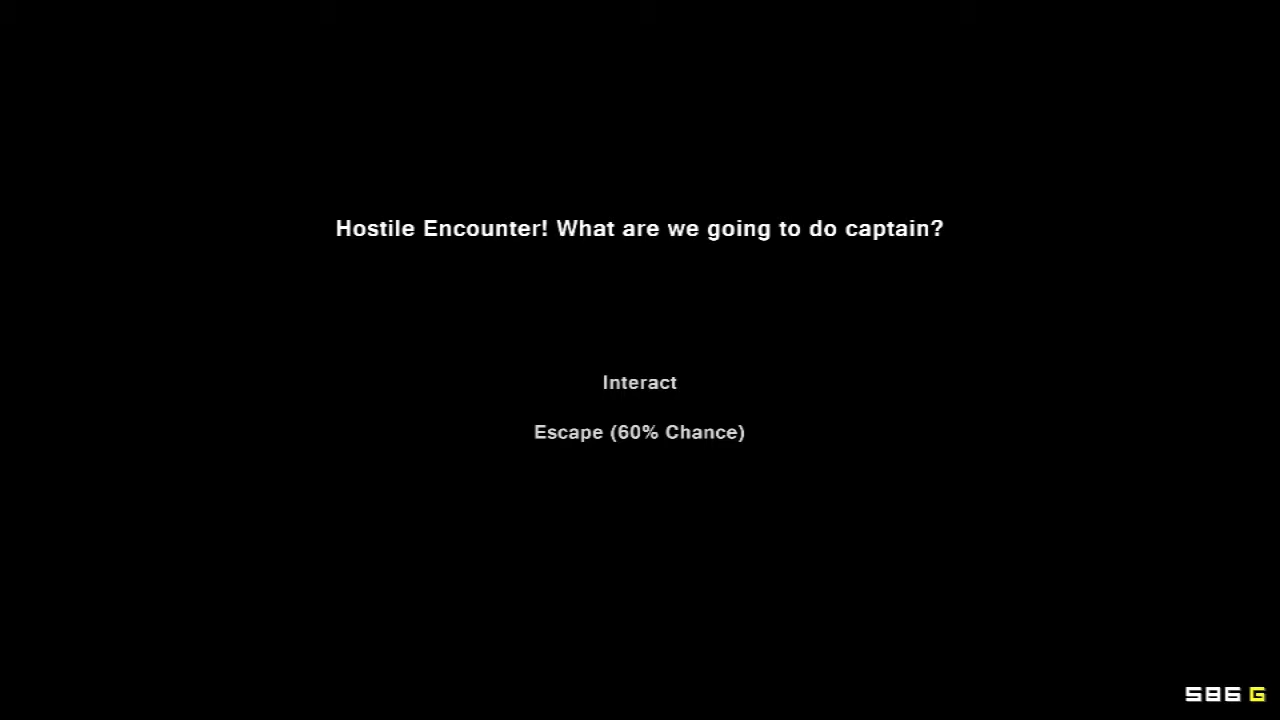 Hostile Encounter! What are we going to do captain?
Interact
Escape (60% Chance)
586 G